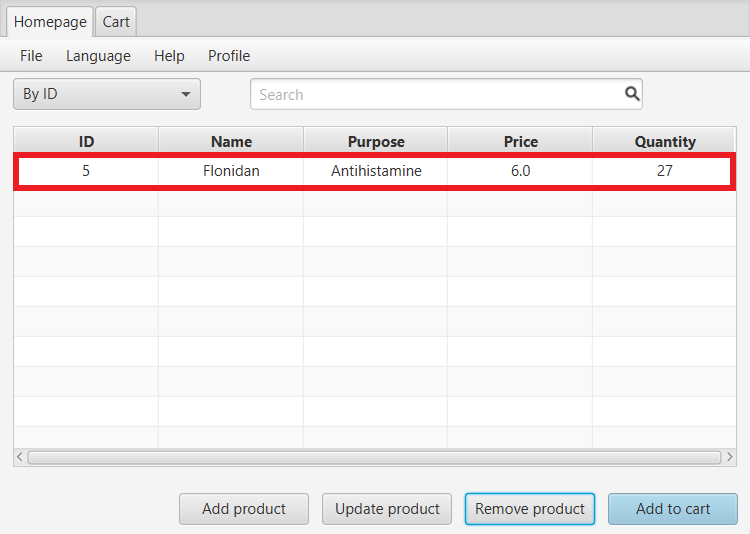 Homepage Cart
File Language Help Profile
By ID Search
ID Name Purpose Price Quantity
5 Flonidan Antihistamine 6.0 27
Add product Update product Remove product Add to cart